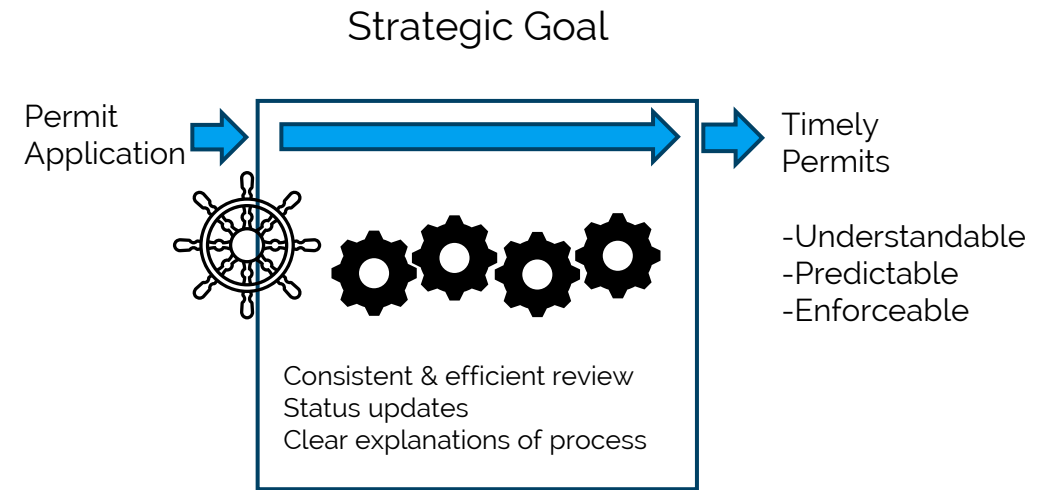 Strategic Goal
Permit
Application
Timely
Permits
-Understandable
-Predictable
-Enforceable
Consistent & efficient review
Status updates
Clear explanations of process